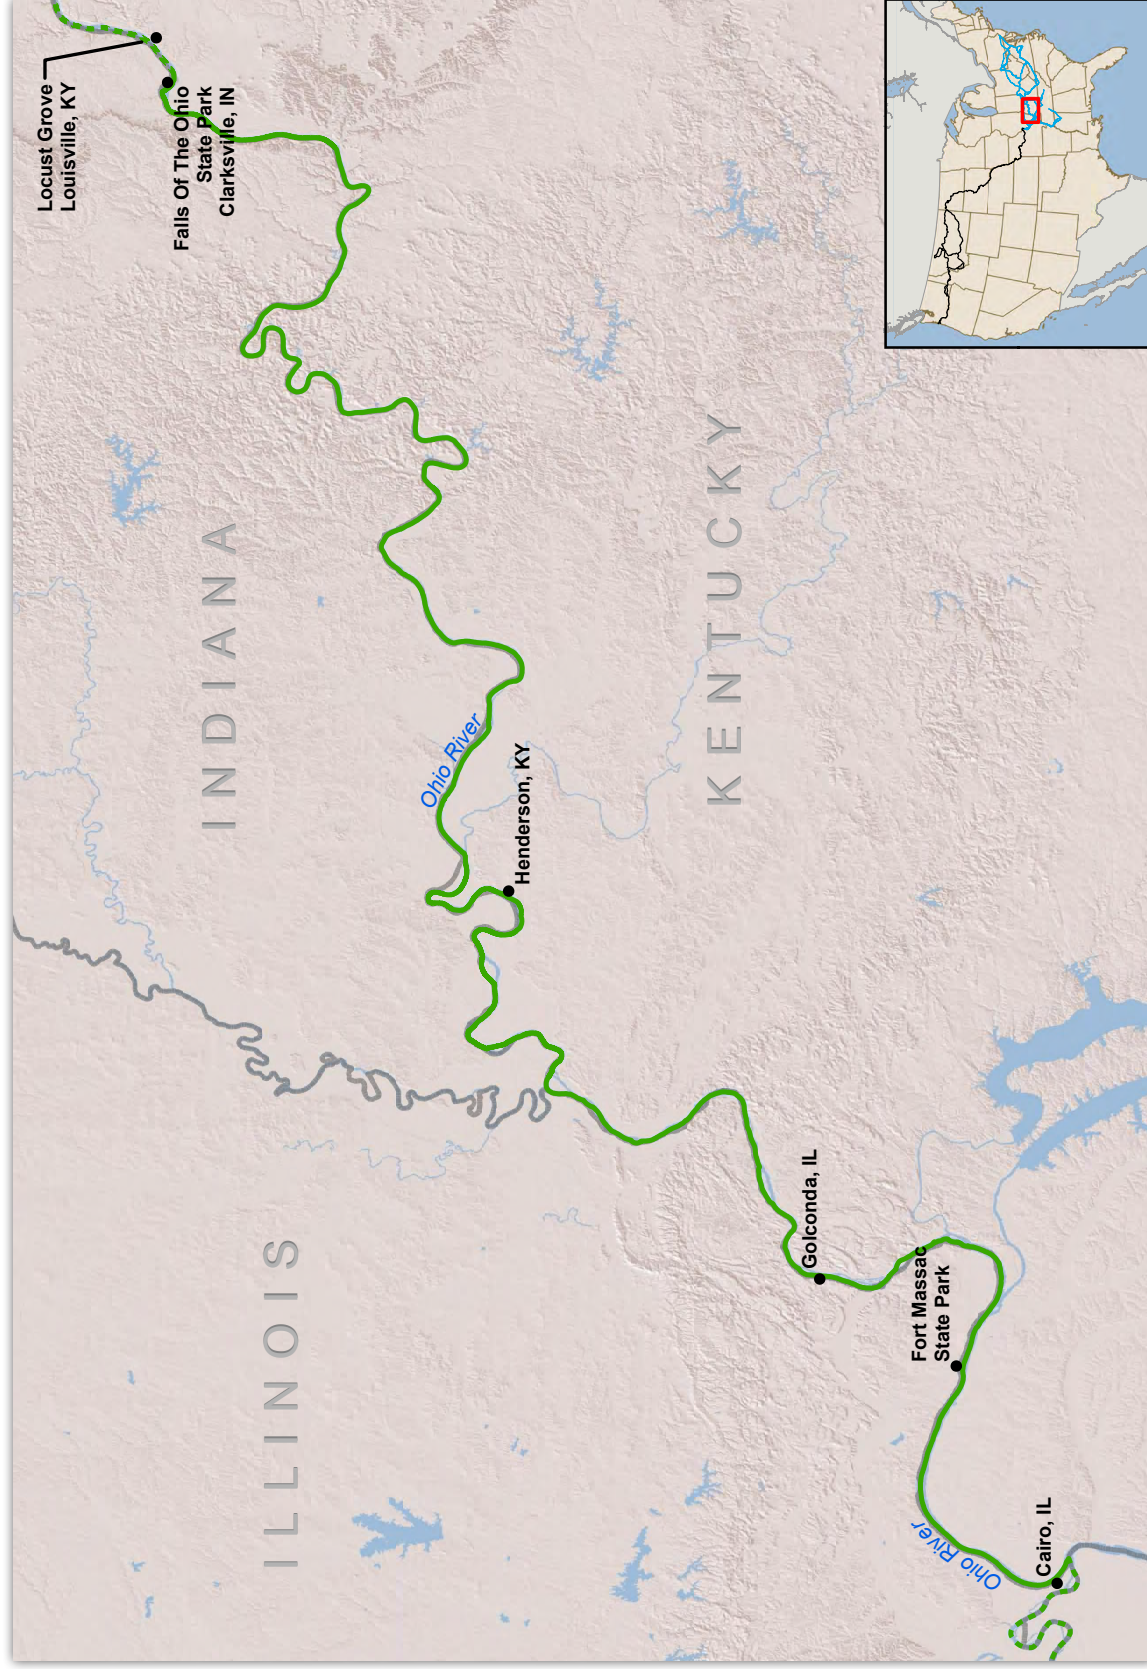 Locust Grove
Louisville, KY
Falls Of The Ohio
State Park
Clarksville, IN
INDIANA
KENTUCKY
Ohio River
Henderson, KY
ILLINOIS
Golconda, IL
Fort Massac
State Park
Ohio River
Cairo, IL